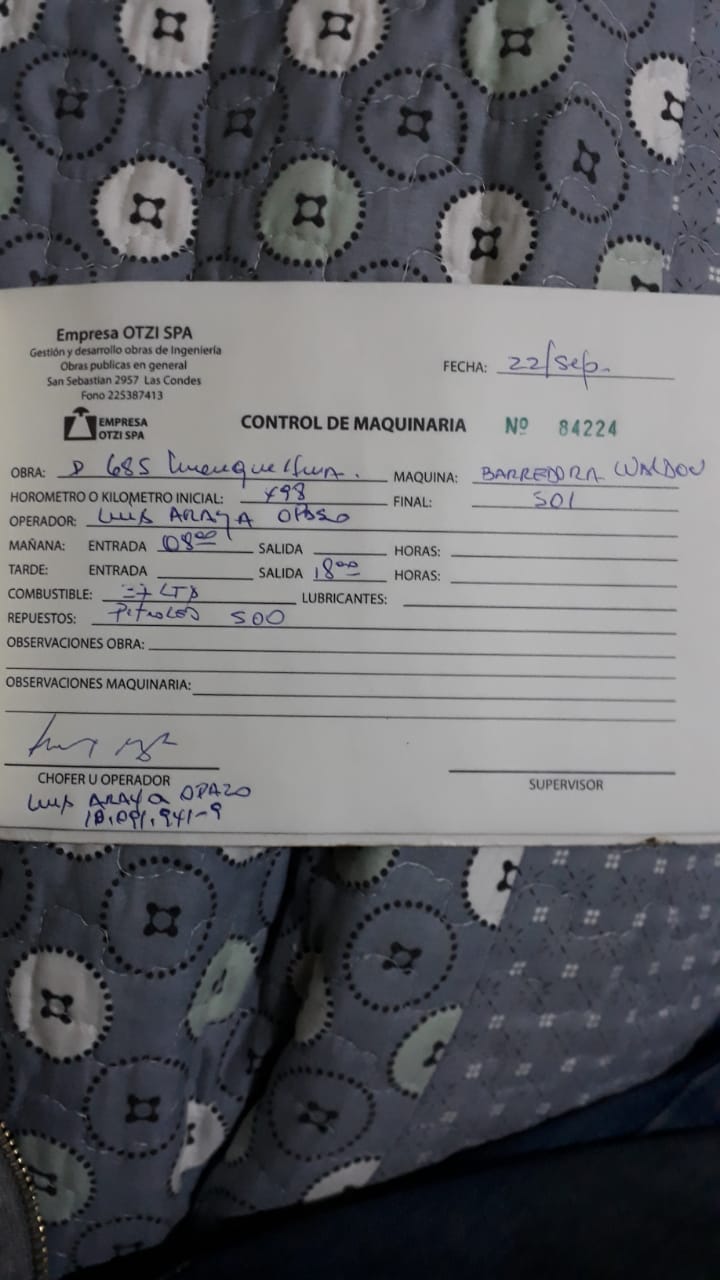 Empresa OTZI SPA
Gestión y desarrollo obras de Ingeniería
Obras publicas en general
San Sebastian 2957 Las Condes
Fono 225387413
FECHA: 22/Sep.
EMPRESA
OTZI SPA
CONTROL DE MAQUINARIA Nº 84224
OBRA: D 685 MAQUINA: BARREDORA WALDON
HOROMETRO O KILOMETRO INICIAL: 498 FINAL: 501
OPERADOR: LUIS ARAYA OPASO
MAÑANA: ENTRADA 08⁰⁰ SALIDA HORAS:
TARDE: ENTRADA SALIDA 18⁰⁰ HORAS:
COMBUSTIBLE: LTS LUBRICANTES:
REPUESTOS: PETROLEO 500
OBSERVACIONES OBRA:
OBSERVACIONES MAQUINARIA:
CHOFER U OPERADOR SUPERVISOR
LUIS ARAYA OPAZO
10.091.941-9